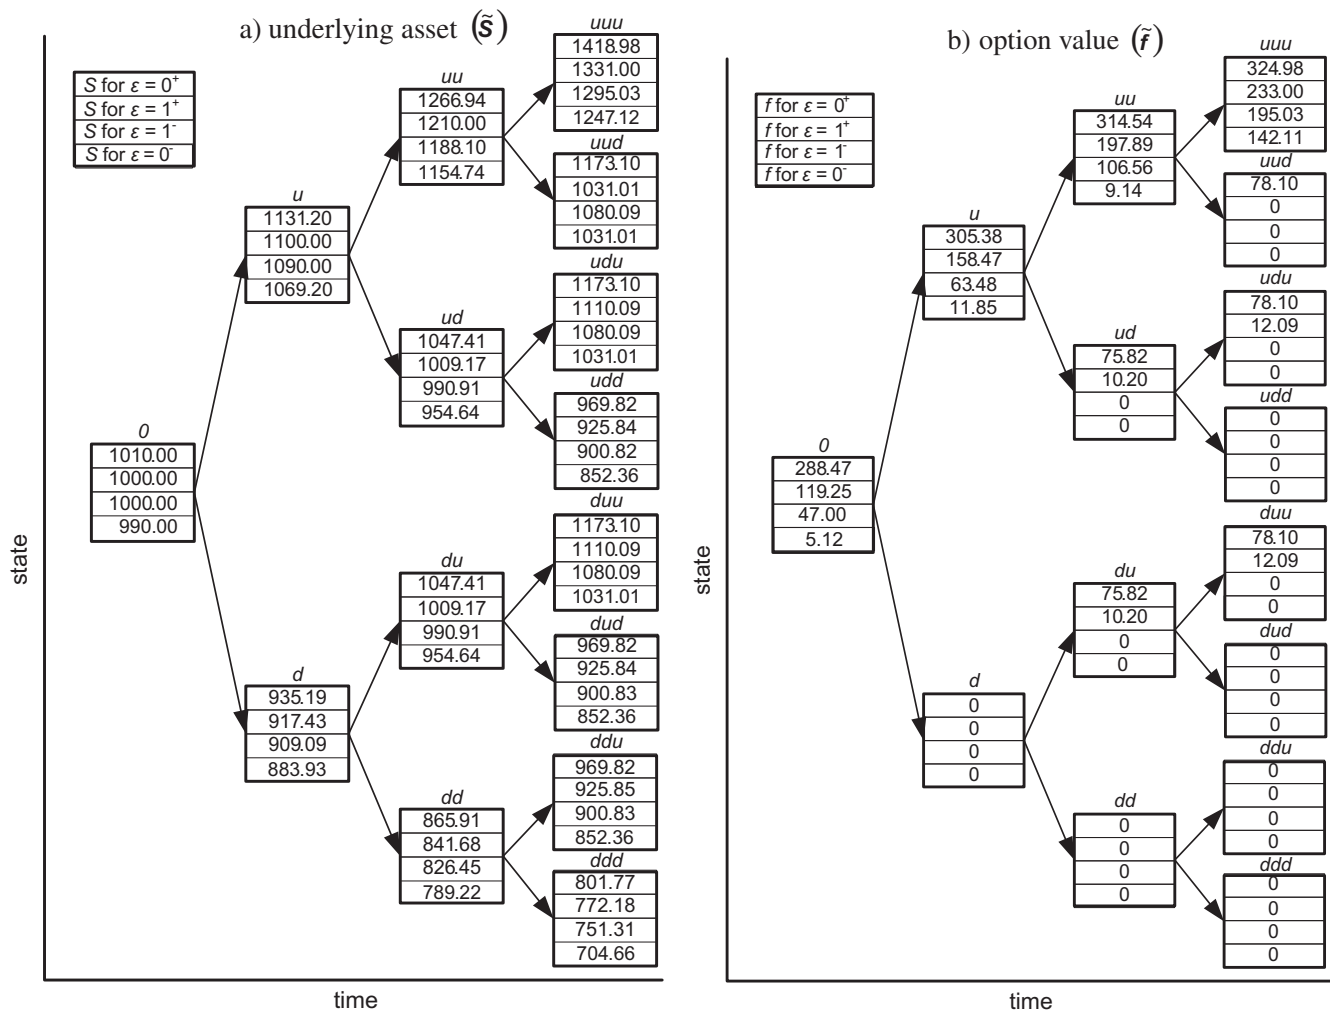 a) underlying asset (S̃)
S for ε = 0⁺
S for ε = 1⁺
S for ε = 1⁻
S for ε = 0⁻
0
1010.00
1000.00
1000.00
990.00
u
1131.20
1100.00
1090.00
1069.20
d
935.19
917.43
909.09
883.93
uu
1266.94
1210.00
1188.10
1154.74
ud
1047.41
1009.17
990.91
954.64
du
1047.41
1009.17
990.91
954.64
dd
865.91
841.68
826.45
789.22
uuu
1418.98
1331.00
1295.03
1247.12
uud
1173.10
1031.01
1080.09
1031.01
udu
1173.10
1110.09
1080.09
1031.01
udd
969.82
925.84
900.82
852.36
duu
1173.10
1110.09
1080.09
1031.01
dud
969.82
925.84
900.83
852.36
ddu
969.82
925.85
900.83
852.36
ddd
801.77
772.18
751.31
704.66
state
time
b) option value (f̃)
f for ε = 0⁺
f for ε = 1⁺
f for ε = 1⁻
f for ε = 0⁻
0
288.47
119.25
47.00
5.12
u
305.38
158.47
63.48
11.85
d
0
0
0
0
uu
314.54
197.89
106.56
9.14
ud
75.82
10.20
0
0
du
75.82
10.20
0
0
dd
0
0
0
0
uuu
324.98
233.00
195.03
142.11
uud
78.10
0
0
0
udu
78.10
12.09
0
0
udd
0
0
0
0
duu
78.10
12.09
0
0
dud
0
0
0
0
ddu
0
0
0
0
ddd
0
0
0
0
state
time